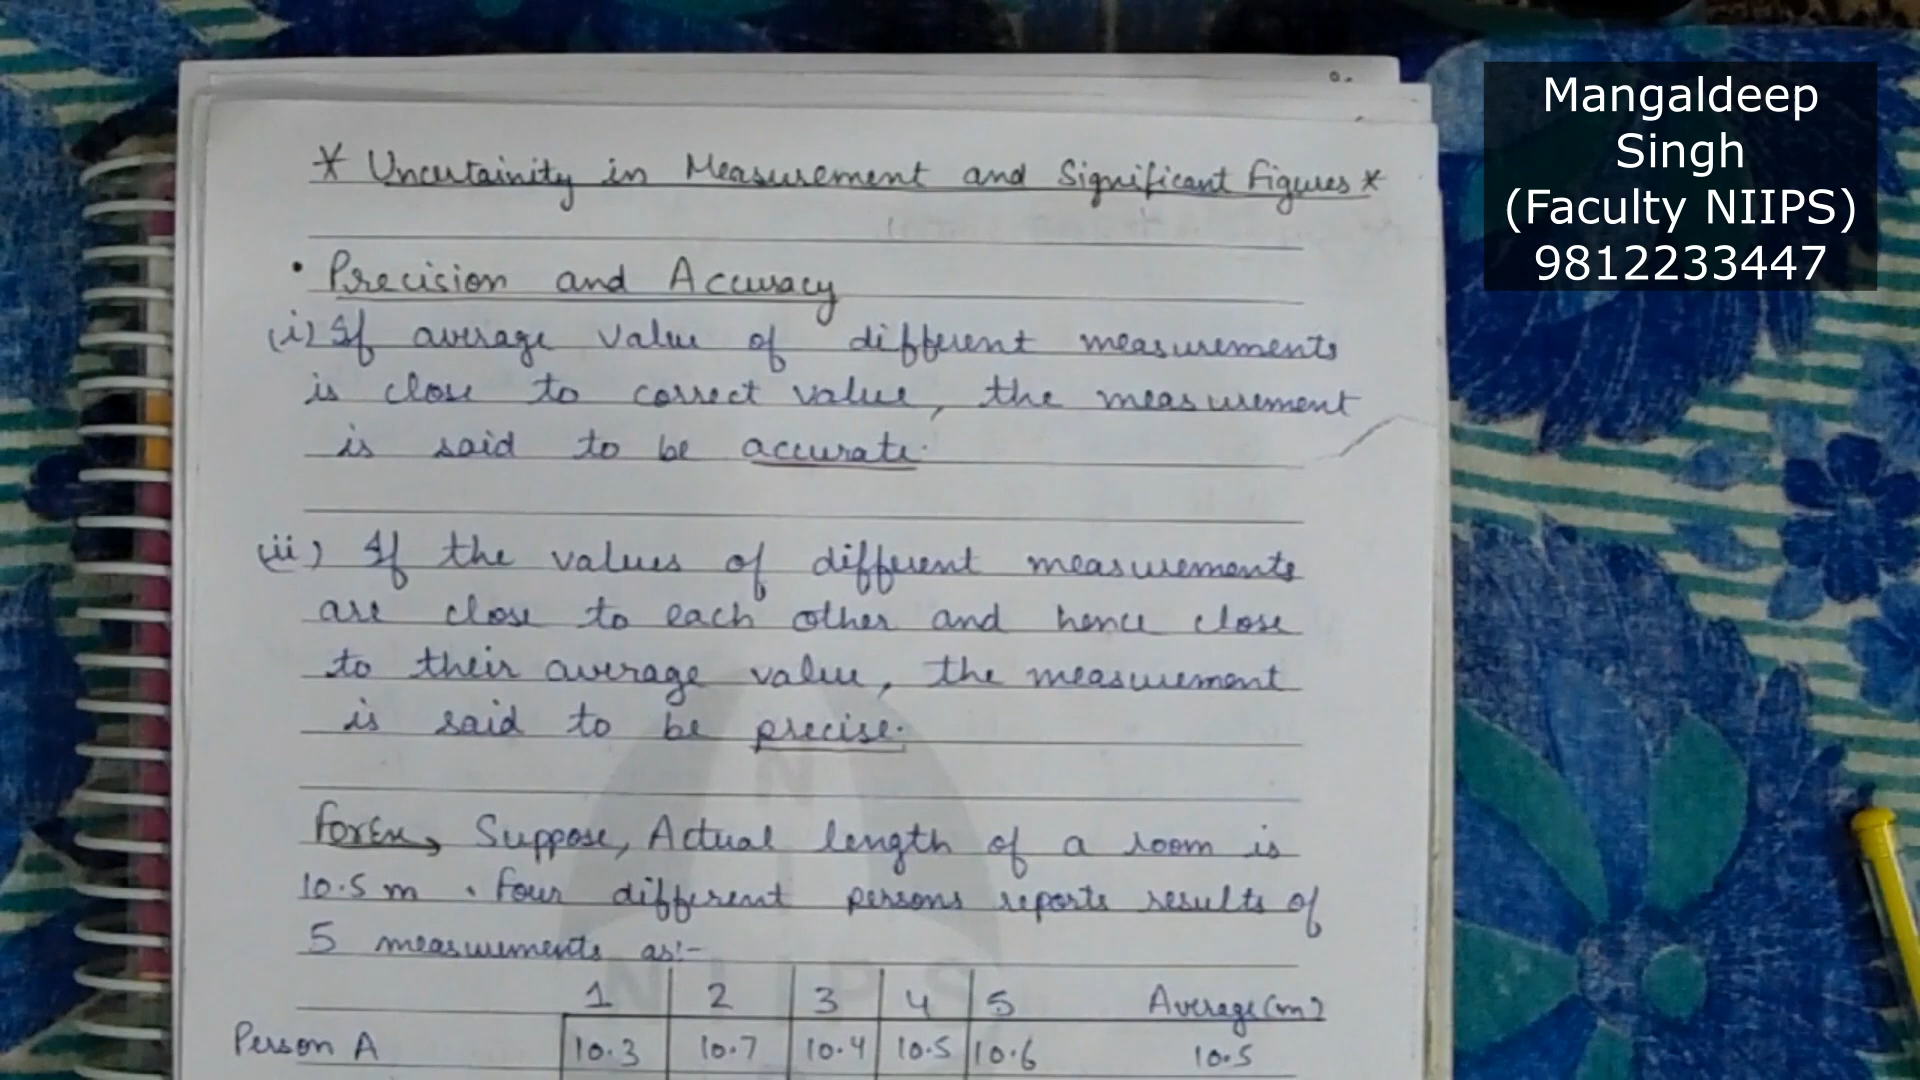 * Uncertainity in Measurement and Significant figures *
• Precision and Accuracy
(i) If average value of different measurements
is close to correct value, the measurement
is said to be accurate.
(ii) If the values of different measurements
are close to each other and hence close
to their average value, the measurement
is said to be precise.
for Ex → Suppose, Actual length of a room is
10.5 m . four different persons reports results of
5 measurements as:-
1 2 3 4 5 Average (m)
Person A 10.3 10.7 10.4 10.5 10.6 10.5
NIIPS
Mangaldeep
Singh
(Faculty NIIPS)
9812233447